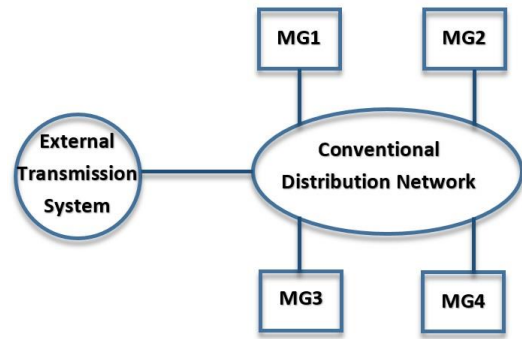 MG1
MG2
External
Transmission
System
Conventional
Distribution Network
MG3
MG4